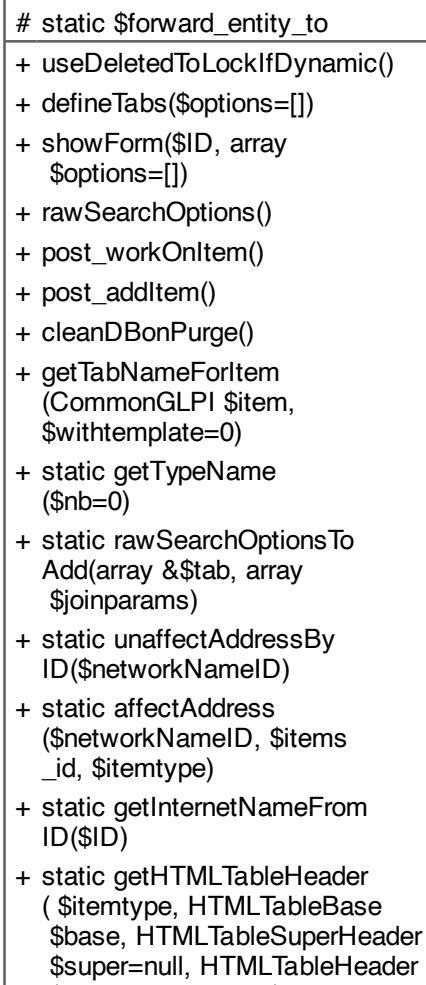 # static $forward_entity_to
+ useDeletedToLockIfDynamic()
+ defineTabs($options=[])
+ showForm($ID, array
$options=[])
+ rawSearchOptions()
+ post_workOnItem()
+ post_addItem()
+ cleanDBonPurge()
+ getTabNameForItem
(CommonGLPI $item,
$withtemplate=0)
+ static getTypeName
($nb=0)
+ static rawSearchOptionsTo
Add(array &$tab, array
$joinparams)
+ static unaffectAddressBy
ID($networkNameID)
+ static affectAddress
($networkNameID, $items
_id, $itemtype)
+ static getInternetNameFrom
ID($ID)
+ static getHTMLTableHeader
( $itemtype, HTMLTableBase
$base, HTMLTableSuperHeader
$super=null, HTMLTableHeader